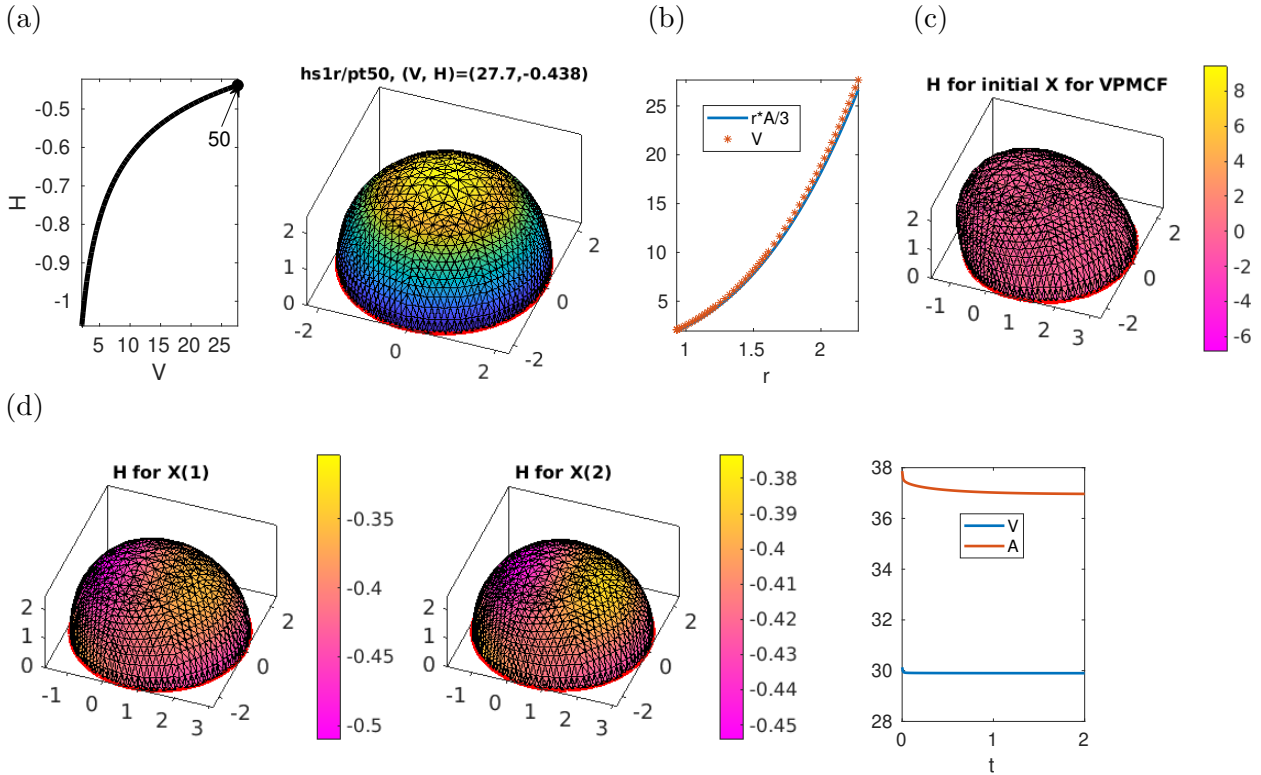 (a)
(b)
(c)
hs1r/pt50, (V, H)=(27.7,-0.438)
H for initial X for VPMCF
-0.5
-0.6
-0.7
-0.8
-0.9
-1
H
50
5 10 15 20 25
V
2
1
0
-2 0 2
-2 0 2
25
20
15
10
5
r*A/3
V
1 1.5 2
r
2
1
0
-1 0 1 2 3
-2 0 2
8
6
4
2
0
-2
-4
-6
(d)
H for X(1)
2
1
0
-1 0 1 2 3
-2 0 2
-0.35
-0.4
-0.45
-0.5
H for X(2)
2
1
0
-1 0 1 2 3
-2 0 2
-0.38
-0.39
-0.4
-0.41
-0.42
-0.43
-0.44
-0.45
38
36
34
32
30
28
V
A
0 1 2
t